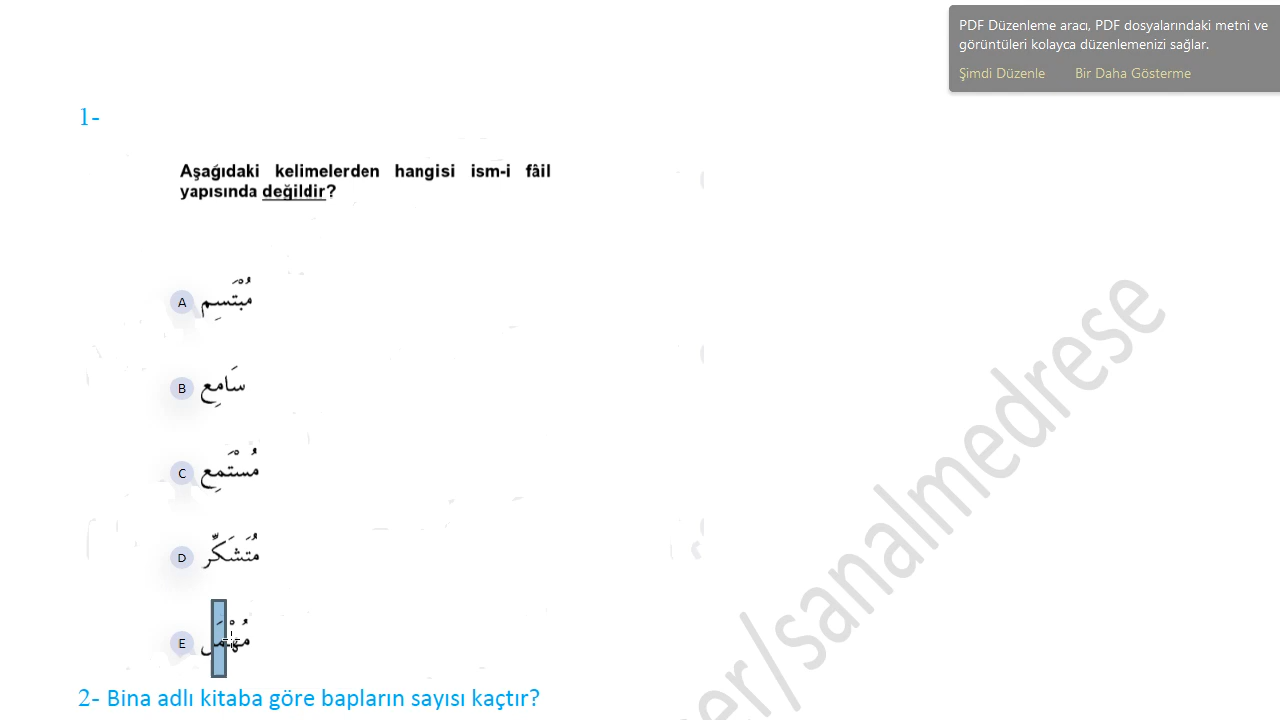 PDF Düzenleme aracı, PDF dosyalarındaki metni ve
görüntüleri kolayca düzenlemenizi sağlar.
Şimdi Düzenle Bir Daha Gösterme
1-
Aşağıdaki kelimelerden hangisi ism-i fâil
yapısında değildir?
A مُبْتَسِم
B سَامِع
C مُسْتَمِع
D مُتَشَكِّر
E مُهْمَل
2- Bina adlı kitaba göre bapların sayısı kaçtır?
er/sanalmedrese